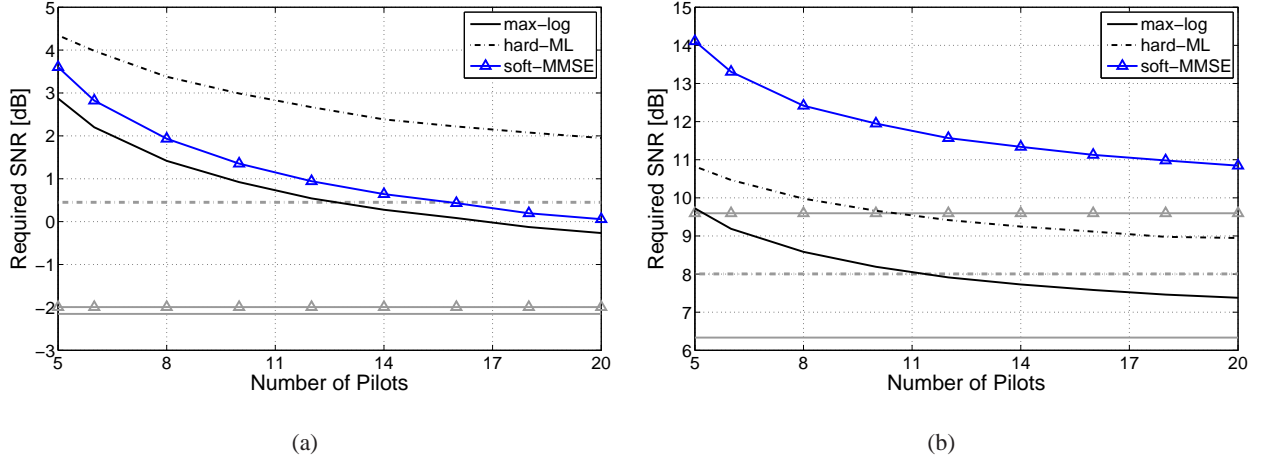 max-log
hard-ML
soft-MMSE
5
4
3
2
1
0
−1
−2
−3
Required SNR [dB]
5 8 11 14 17 20
Number of Pilots
(a)
max-log
hard-ML
soft-MMSE
15
14
13
12
11
10
9
8
7
6
Required SNR [dB]
5 8 11 14 17 20
Number of Pilots
(b)